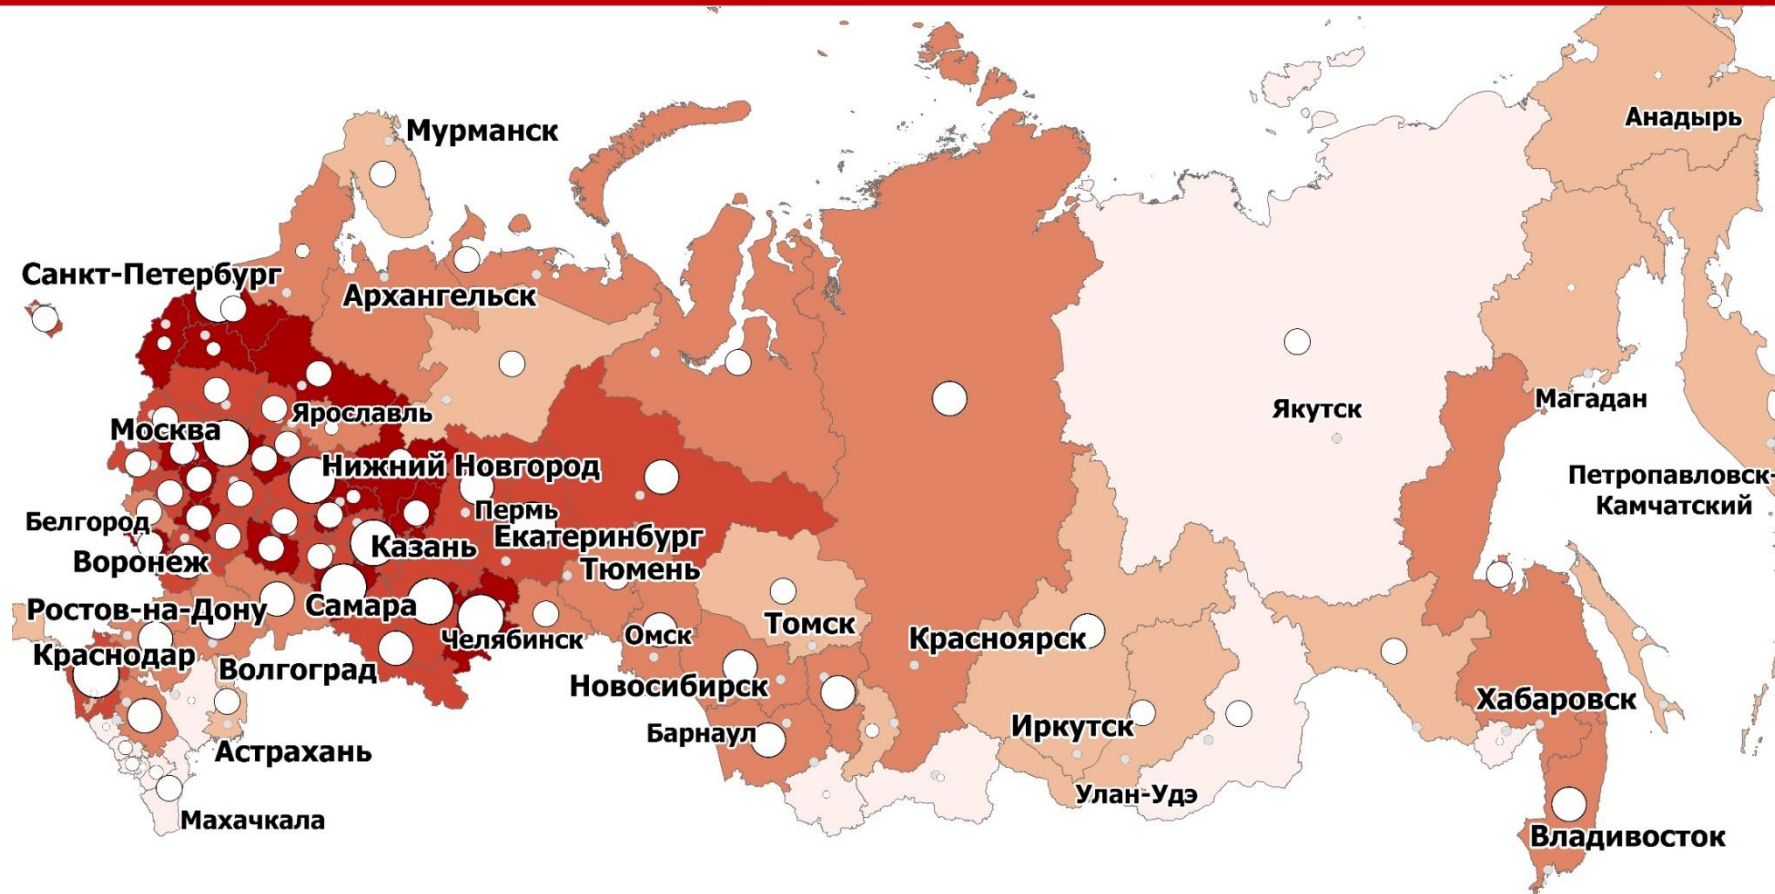 Мурманск
Анадырь
Санкт-Петербург
Архангельск
Ярославль
Москва
Якутск
Магадан
Нижний Новгород
Петропавловск-
Камчатский
Пермь
Белгород
Екатеринбург
Казань
Воронеж
Тюмень
Ростов-на-Дону
Самара
Челябинск
Омск
Томск
Красноярск
Краснодар
Волгоград
Новосибирск
Хабаровск
Иркутск
Барнаул
Астрахань
Улан-Удэ
Махачкала
Владивосток